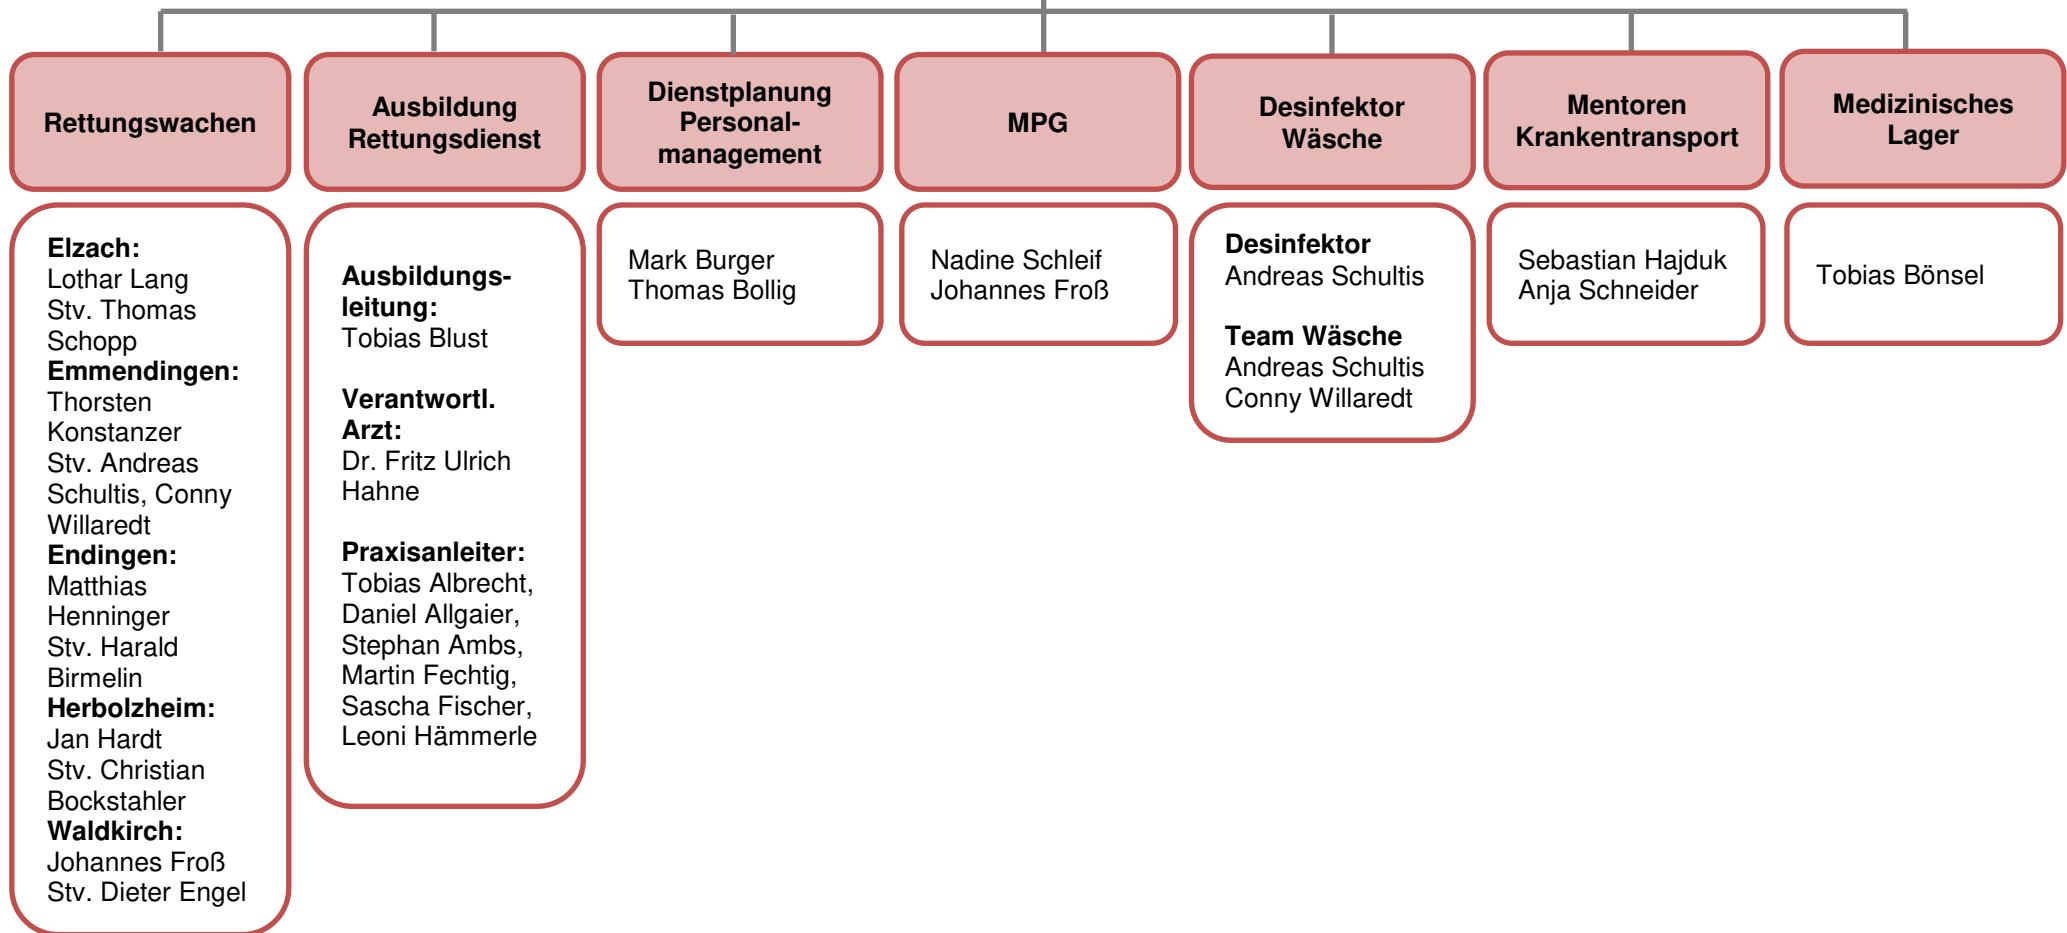 Rettungswachen
Ausbildung
Rettungsdienst
Dienstplanung
Personal-
management
MPG
Desinfektor
Wäsche
Mentoren
Krankentransport
Medizinisches
Lager
Elzach:
Lothar Lang
Stv. Thomas
Schopp
Emmendingen:
Thorsten
Konstanzer
Stv. Andreas
Schultis, Conny
Willaredt
Endingen:
Matthias
Henninger
Stv. Harald
Birmelin
Herbolzheim:
Jan Hardt
Stv. Christian
Bockstahler
Waldkirch:
Johannes Froß
Stv. Dieter Engel
Ausbildungs-
leitung:
Tobias Blust
Verantwortl.
Arzt:
Dr. Fritz Ulrich
Hahne
Praxisanleiter:
Tobias Albrecht,
Daniel Allgaier,
Stephan Ambs,
Martin Fechtig,
Sascha Fischer,
Leoni Hämmerle
Mark Burger
Thomas Bollig
Nadine Schleif
Johannes Froß
Desinfektor
Andreas Schultis
Team Wäsche
Andreas Schultis
Conny Willaredt
Sebastian Hajduk
Anja Schneider
Tobias Bönsel